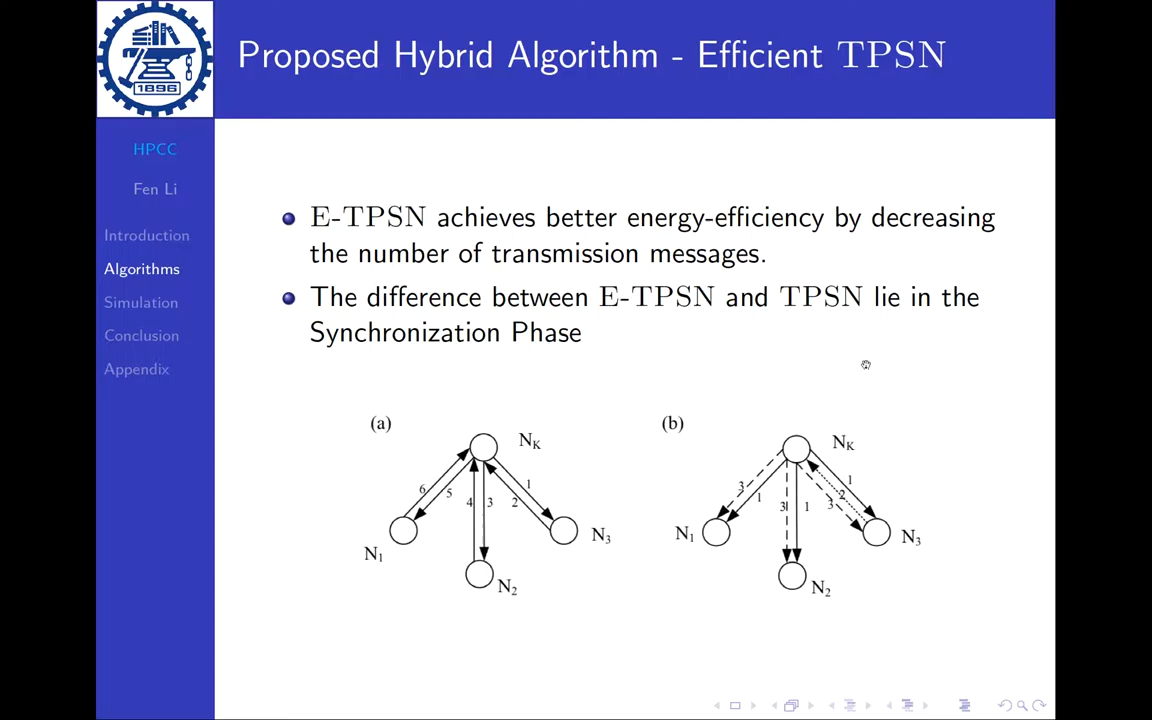 Proposed Hybrid Algorithm - Efficient TPSN
1896
HPCC
Fen Li
Introduction
Algorithms
Simulation
Conclusion
Appendix
E-TPSN achieves better energy-efficiency by decreasing
the number of transmission messages.
The difference between E-TPSN and TPSN lie in the
Synchronization Phase
(a)
NK
6
5
4
3
1
2
N1
N2
N3
(b)
NK
3
1
3
1
1
2
3
N1
N2
N3